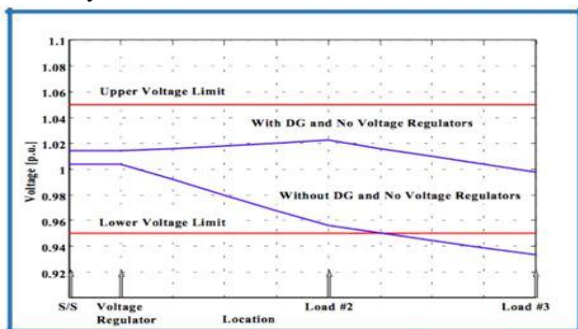 1.1
1.08
Upper Voltage Limit
1.06
1.04
With DG and No Voltage Regulators
1.02
Voltage [p.u.]
1
0.98
Without DG and No Voltage Regulators
0.96
Lower Voltage Limit
0.94
0.92
S/S Voltage Regulator Load #2 Load #3
Location